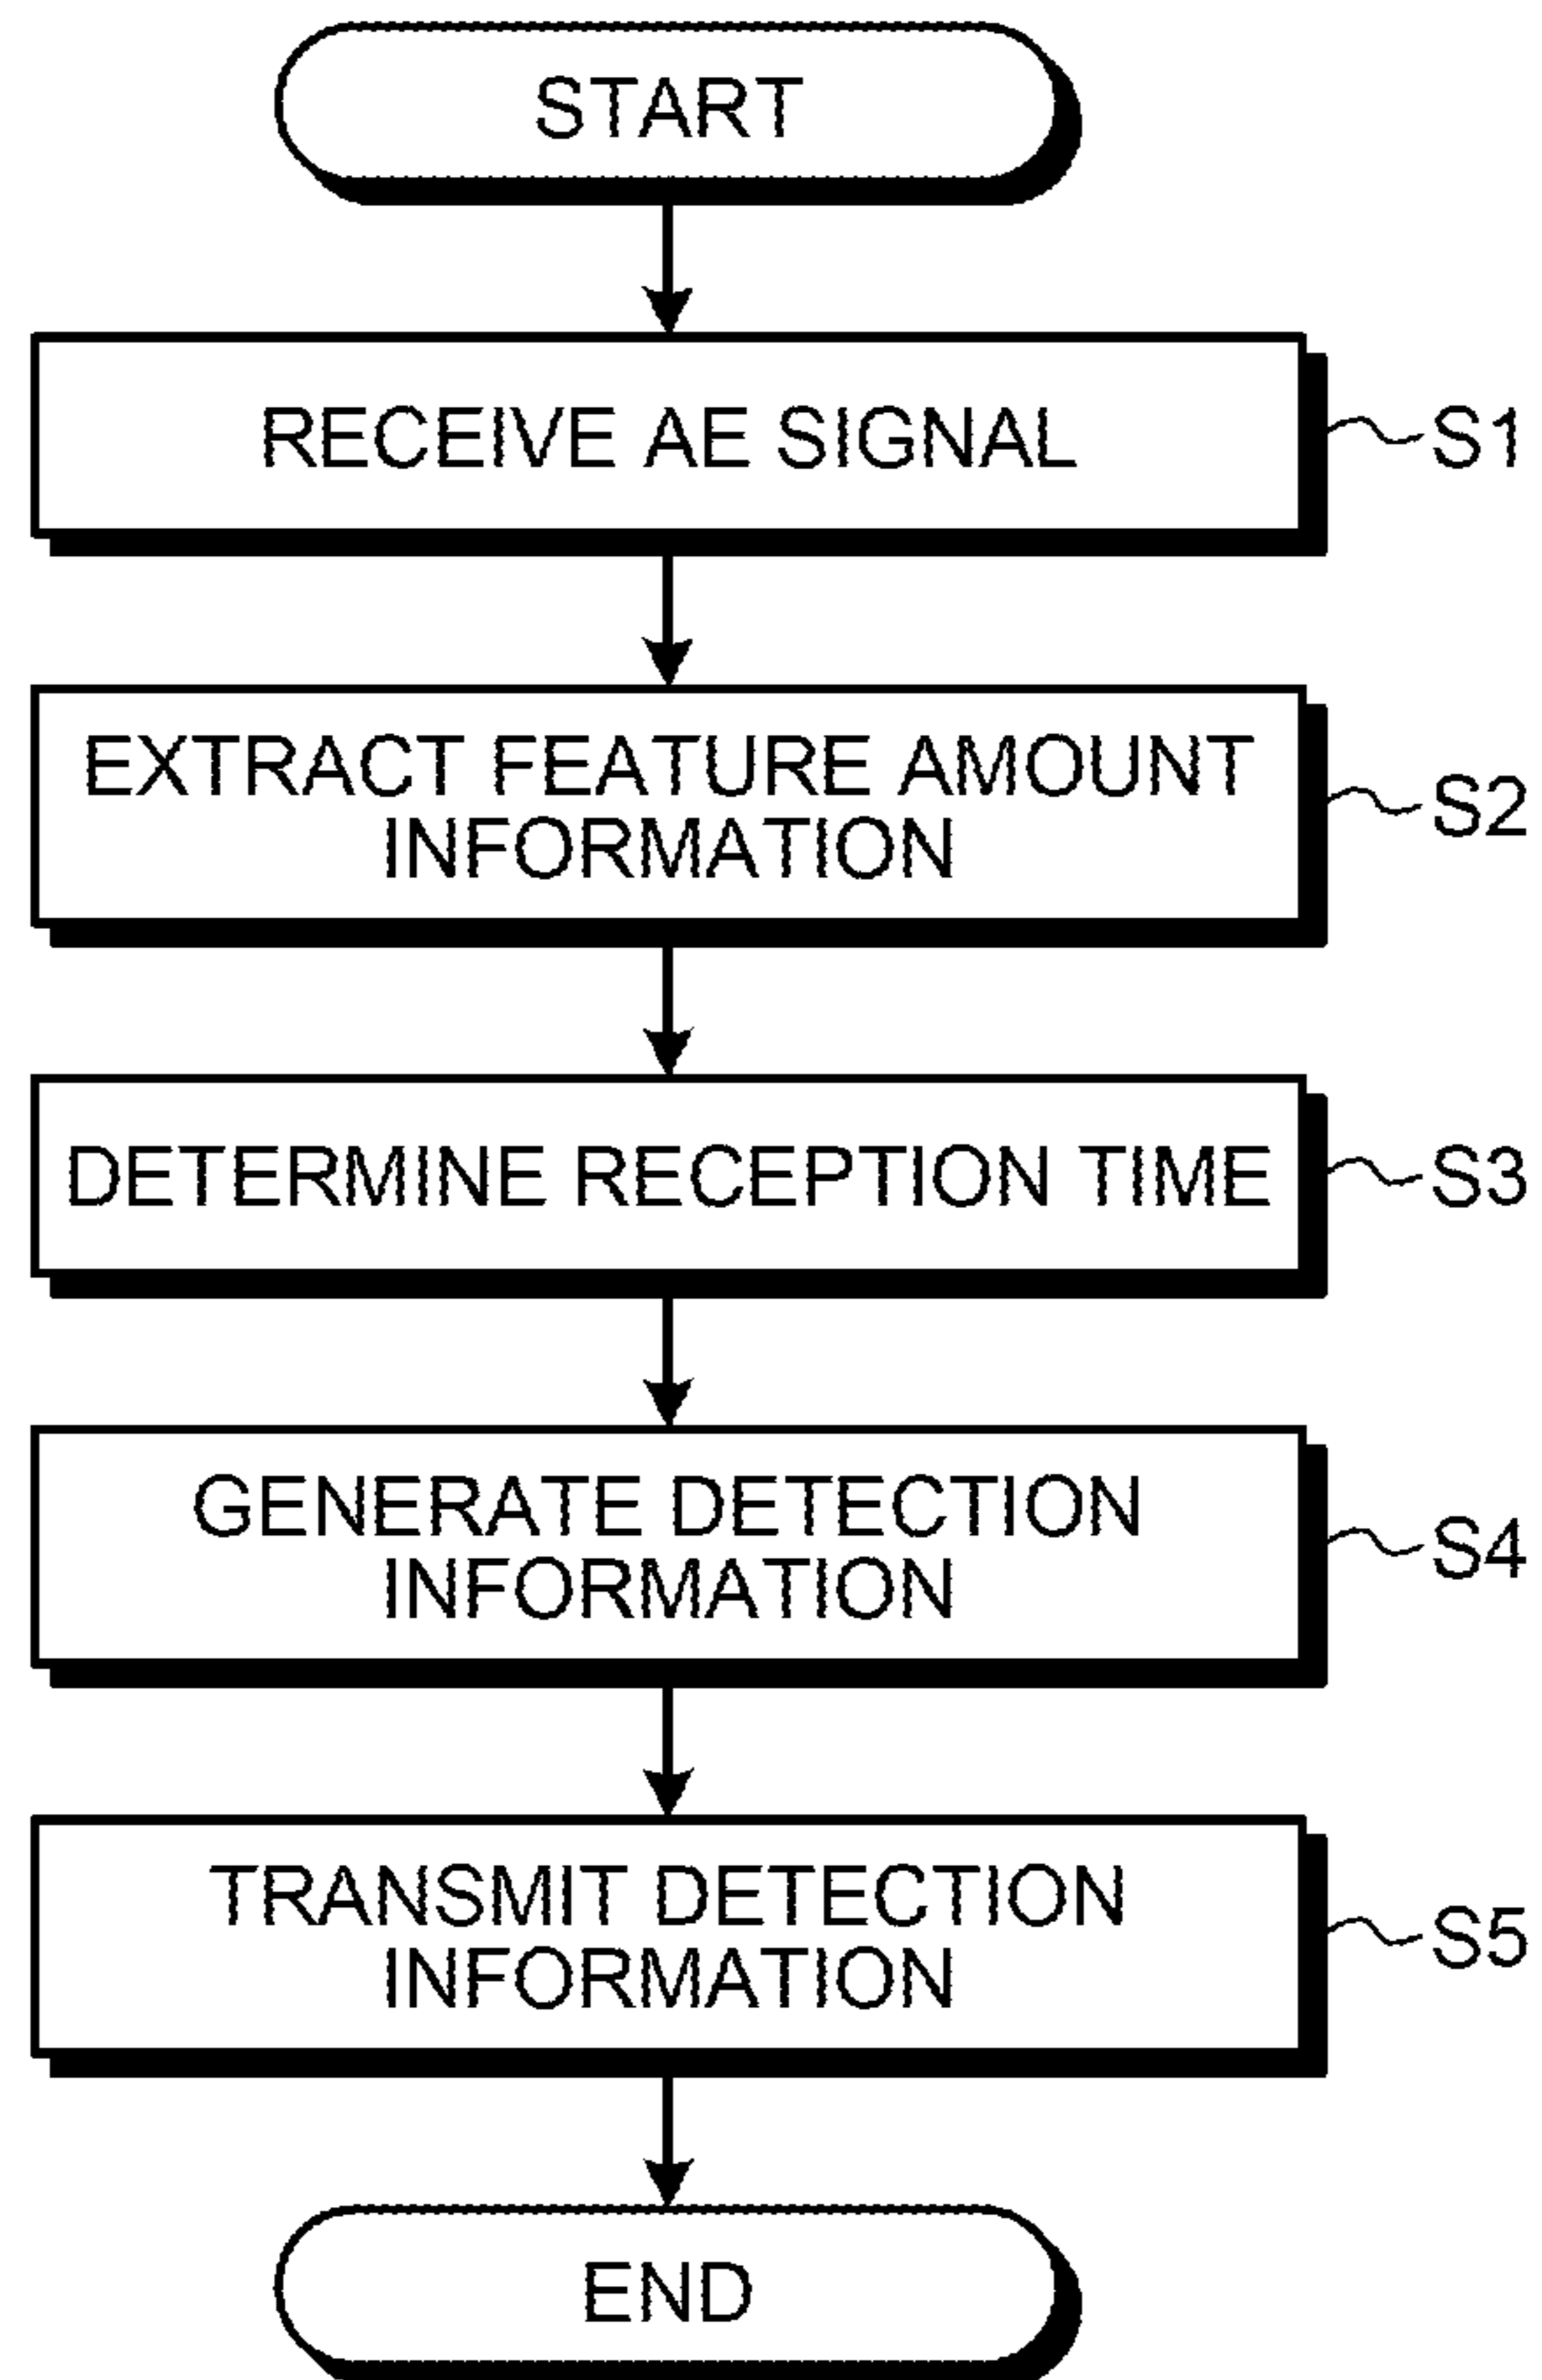 START
RECEIVE AE SIGNAL
S1
EXTRACT FEATURE AMOUNT
INFORMATION
S2
DETERMINE RECEPTION TIME
S3
GENERATE DETECTION
INFORMATION
S4
TRANSMIT DETECTION
INFORMATION
S5
END